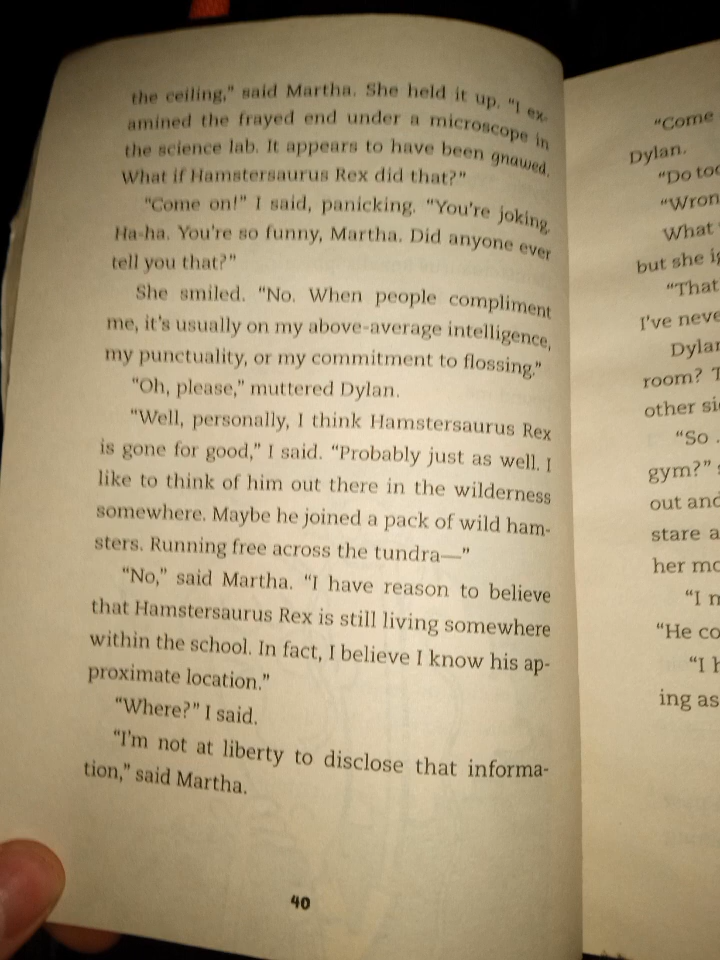 the ceiling,” said Martha. She held it up. “I ex-
amined the frayed end under a microscope in
the science lab. It appears to have been gnawed.
What if Hamstersaurus Rex did that?”
“Come on!” I said, panicking. “You’re joking.
Ha-ha. You’re so funny, Martha. Did anyone ever
tell you that?”
She smiled. “No. When people compliment
me, it’s usually on my above-average intelligence,
my punctuality, or my commitment to flossing.”
“Oh, please,” muttered Dylan.
“Well, personally, I think Hamstersaurus Rex
is gone for good,” I said. “Probably just as well. I
like to think of him out there in the wilderness
somewhere. Maybe he joined a pack of wild ham-
sters. Running free across the tundra—”
“No,” said Martha. “I have reason to believe
that Hamstersaurus Rex is still living somewhere
within the school. In fact, I believe I know his ap-
proximate location.”
“Where?” I said.
“I’m not at liberty to disclose that informa-
tion,” said Martha.
40
“Come
Dylan.
“Do too
“Wron
What
but she ig
“That
I’ve neve
Dylan
room? T
other si
“So .
gym?” s
out and
stare a
her mo
“I m
“He co
“I h
ing as